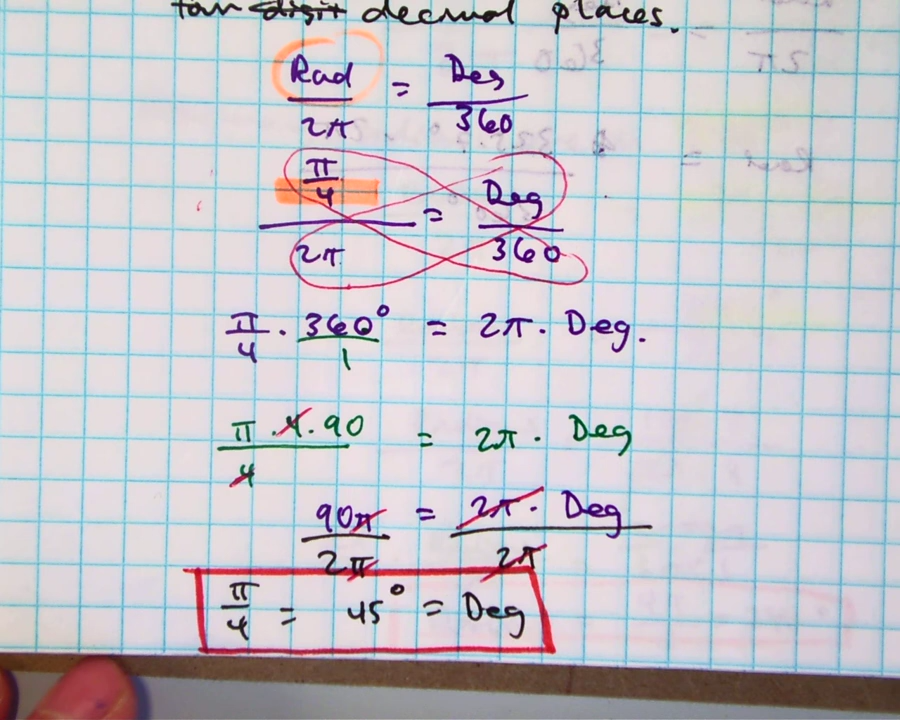 digit decimal places.
Rad/2π = Deg/360
(π/4)/2π = Deg/360
π/4 · 360°/1 = 2π · Deg.
π · 4 · 90/4 = 2π · Deg
90π/2π = 2π · Deg/2π
π/4 = 45° = Deg